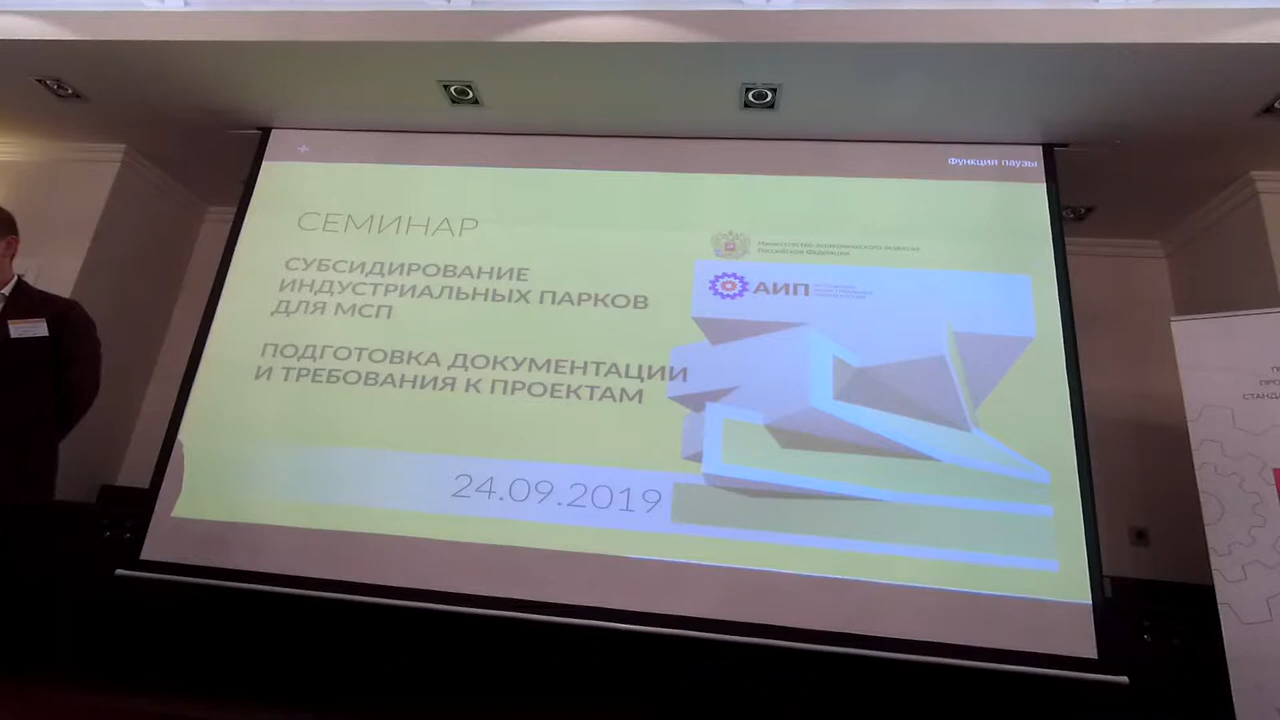 Функция паузы
СЕМИНАР
СУБСИДИРОВАНИЕ
ИНДУСТРИАЛЬНЫХ ПАРКОВ
ДЛЯ МСП
ПОДГОТОВКА ДОКУМЕНТАЦИИ
И ТРЕБОВАНИЯ К ПРОЕКТАМ
24.09.2019
Министерство экономического развития
Российской Федерации
АИП